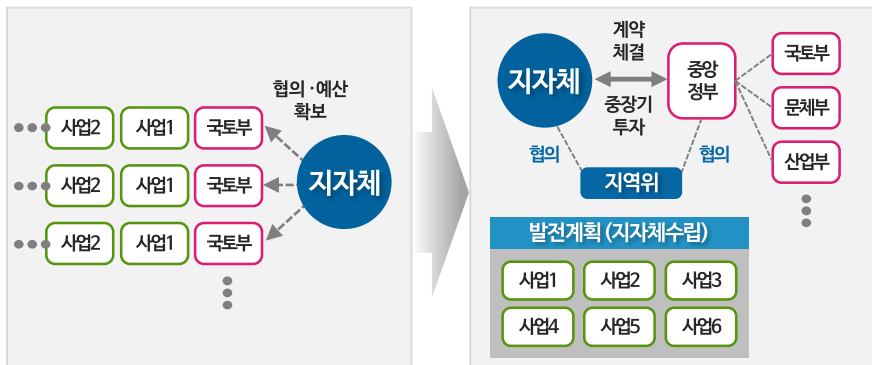 협의·예산
확보
지자체
사업2 사업1 국토부
사업2 사업1 국토부
사업2 사업1 국토부
지자체
계약
체결
중장기
투자
중앙
정부
국토부
문체부
산업부
협의
협의
지역위
발전계획 (지자체수립)
사업1 사업2 사업3
사업4 사업5 사업6